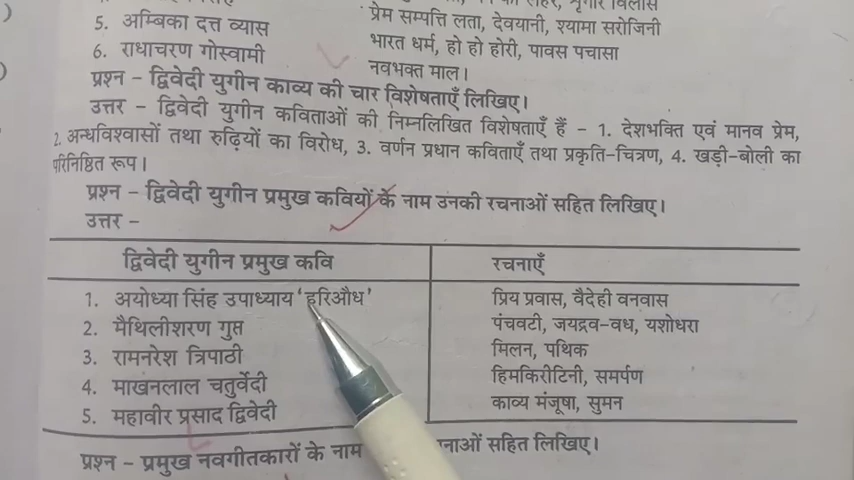 5. अम्बिका दत्त व्यास प्रेम सम्पत्ति लता, देवयानी, श्यामा सरोजिनी
6. राधाचरण गोस्वामी भारत धर्म, हो हो होरी, पावस पचासा
नवभक्त माल।
प्रश्न – द्विवेदी युगीन काव्य की चार विशेषताएँ लिखिए।
उत्तर – द्विवेदी युगीन कविताओं की निम्नलिखित विशेषताएँ हैं – 1. देशभक्ति एवं मानव प्रेम,
2. अन्धविश्वासों तथा रुढ़ियों का विरोध, 3. वर्णन प्रधान कविताएँ तथा प्रकृति-चित्रण, 4. खड़ी-बोली का
परिनिष्ठित रूप।
प्रश्न – द्विवेदी युगीन प्रमुख कवियों के नाम उनकी रचनाओं सहित लिखिए।
उत्तर –
द्विवेदी युगीन प्रमुख कवि रचनाएँ
1. अयोध्या सिंह उपाध्याय ‘हरिऔध’ प्रिय प्रवास, वैदेही वनवास
2. मैथिलीशरण गुप्त पंचवटी, जयद्रव-वध, यशोधरा
3. रामनरेश त्रिपाठी मिलन, पथिक
4. माखनलाल चतुर्वेदी हिमकिरीटिनी, समर्पण
5. महावीर प्रसाद द्विवेदी काव्य मंजूषा, सुमन
प्रश्न – प्रमुख नवगीतकारों के नाम नाओं सहित लिखिए।